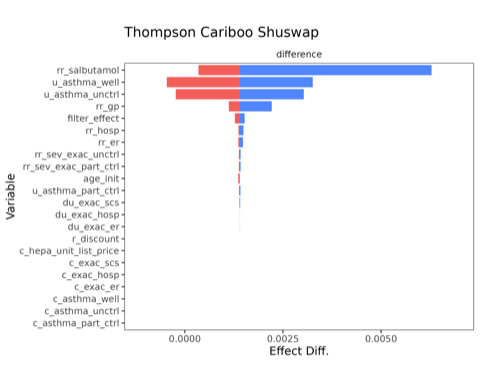 Thompson Cariboo Shuswap
difference
rr_salbutamol
u_asthma_well
u_asthma_unctrl
rr_gp
filter_effect
rr_hosp
rr_er
rr_sev_exac_unctrl
rr_sev_exac_part_ctrl
age_init
u_asthma_part_ctrl
du_exac_scs
du_exac_hosp
du_exac_er
r_discount
c_hepa_unit_list_price
c_exac_scs
c_exac_hosp
c_exac_er
c_asthma_well
c_asthma_unctrl
c_asthma_part_ctrl
Variable
0.0000
0.0025
0.0050
Effect Diff.